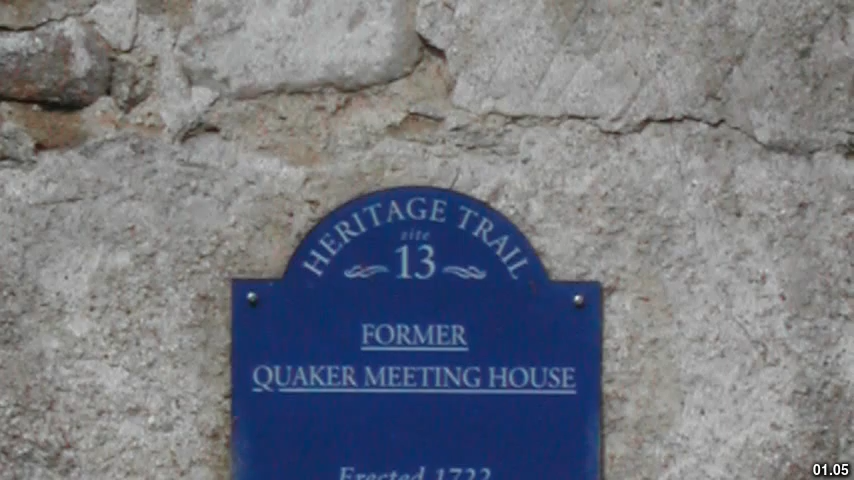 HERITAGE TRAIL
site
13
FORMER
QUAKER MEETING HOUSE
Erected 1722
01.05